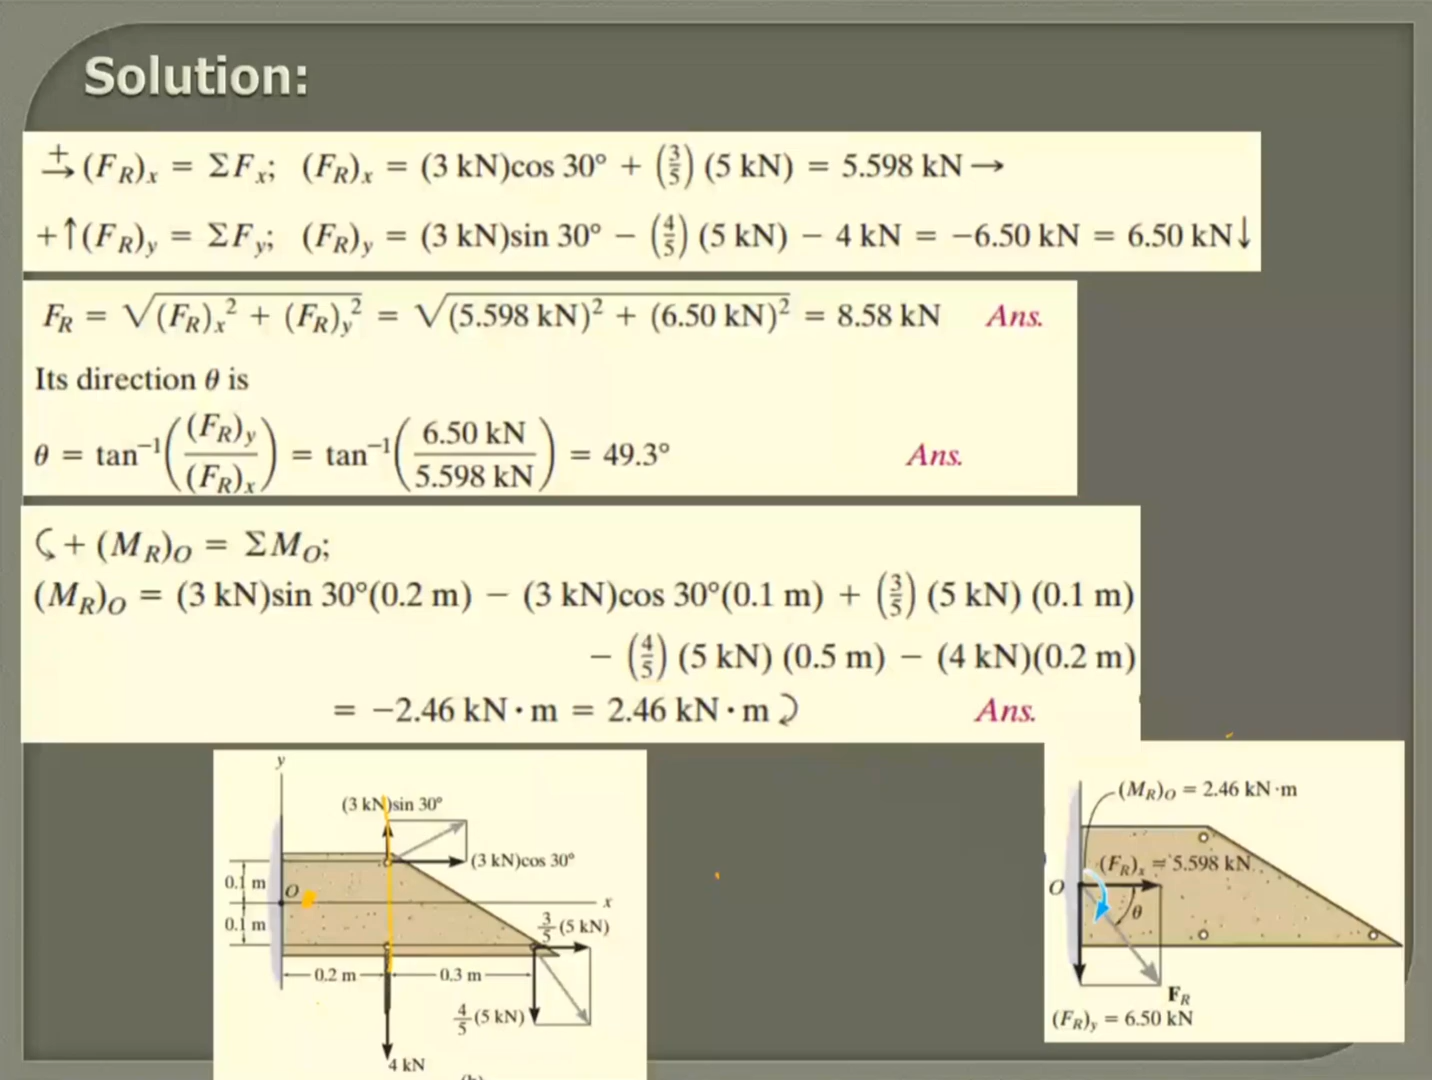 Solution:
→+ (F_R)_x = ΣF_x; (F_R)_x = (3 kN)cos 30° + (3/5) (5 kN) = 5.598 kN →
+↑(F_R)_y = ΣF_y; (F_R)_y = (3 kN)sin 30° − (4/5) (5 kN) − 4 kN = −6.50 kN = 6.50 kN↓
F_R = √((F_R)_x² + (F_R)_y²) = √((5.598 kN)² + (6.50 kN)²) = 8.58 kN Ans.
Its direction θ is
θ = tan⁻¹((F_R)_y/(F_R)_x) = tan⁻¹(6.50 kN/5.598 kN) = 49.3° Ans.
⤹+ (M_R)_O = ΣM_O;
(M_R)_O = (3 kN)sin 30°(0.2 m) − (3 kN)cos 30°(0.1 m) + (3/5) (5 kN) (0.1 m)
− (4/5) (5 kN) (0.5 m) − (4 kN)(0.2 m)
= −2.46 kN · m = 2.46 kN · m⤸ Ans.
y
(3 kN)sin 30°
(3 kN)cos 30°
0.1 m
O
x
0.1 m
3/5 (5 kN)
0.2 m
0.3 m
4/5 (5 kN)
4 kN
(M_R)_O = 2.46 kN · m
(F_R)_x = 5.598 kN
O
θ
F_R
(F_R)_y = 6.50 kN